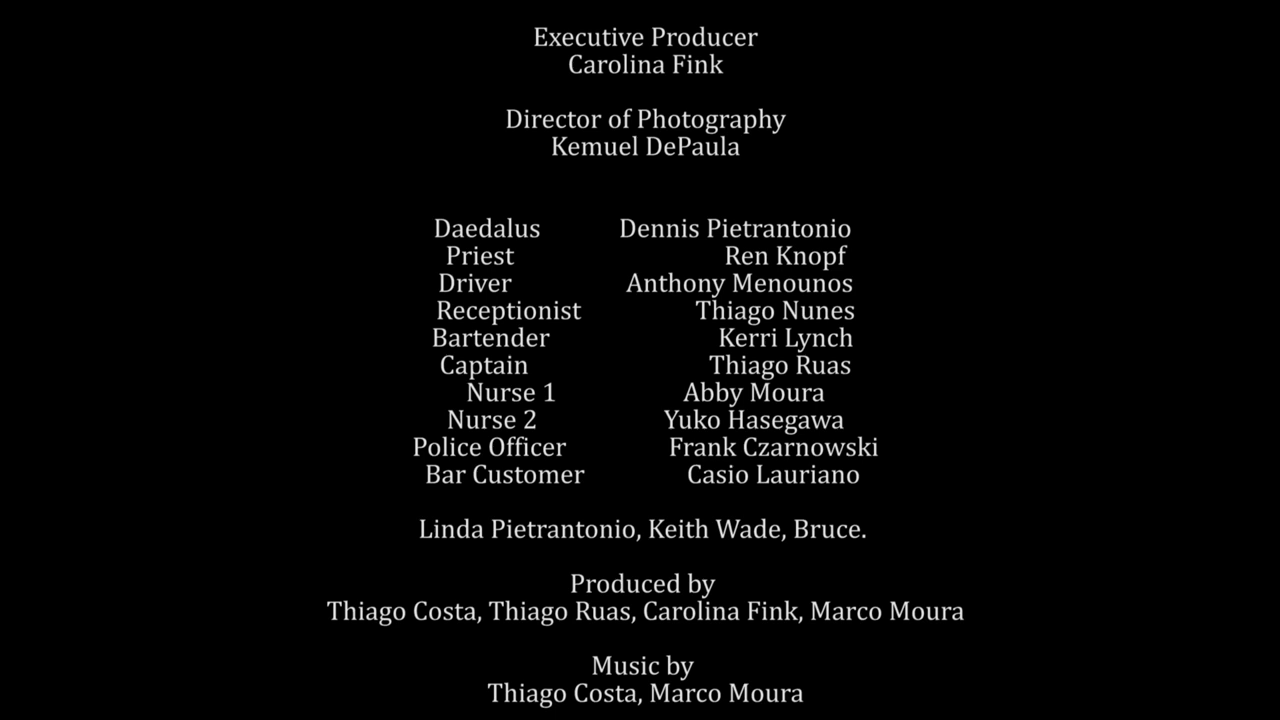 Executive Producer
Carolina Fink
Director of Photography
Kemuel DePaula
Daedalus Dennis Pietrantonio
Priest Ren Knopf
Driver Anthony Menounos
Receptionist Thiago Nunes
Bartender Kerri Lynch
Captain Thiago Ruas
Nurse 1 Abby Moura
Nurse 2 Yuko Hasegawa
Police Officer Frank Czarnowski
Bar Customer Casio Lauriano
Linda Pietrantonio, Keith Wade, Bruce.
Produced by
Thiago Costa, Thiago Ruas, Carolina Fink, Marco Moura
Music by
Thiago Costa, Marco Moura